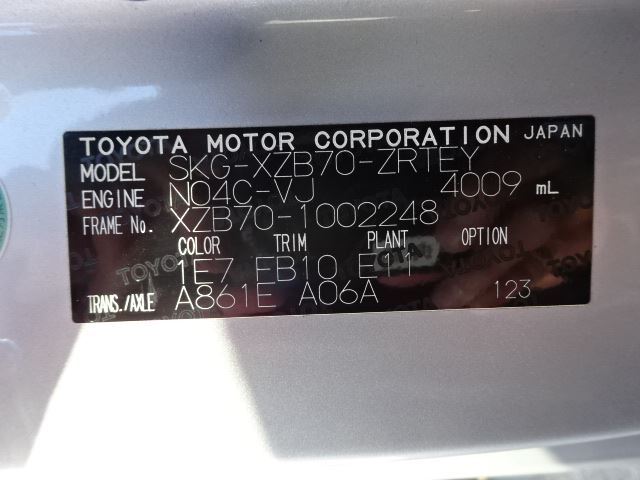 TOYOTA MOTOR CORPORATION JAPAN
MODEL SKG-XZB70-ZRTEY
ENGINE N04C-VJ 4009 mL
FRAME No. XZB70-1002248
COLOR TRIM PLANT OPTION
1E7 FB10 E11
TRANS./AXLE A861E A06A 123